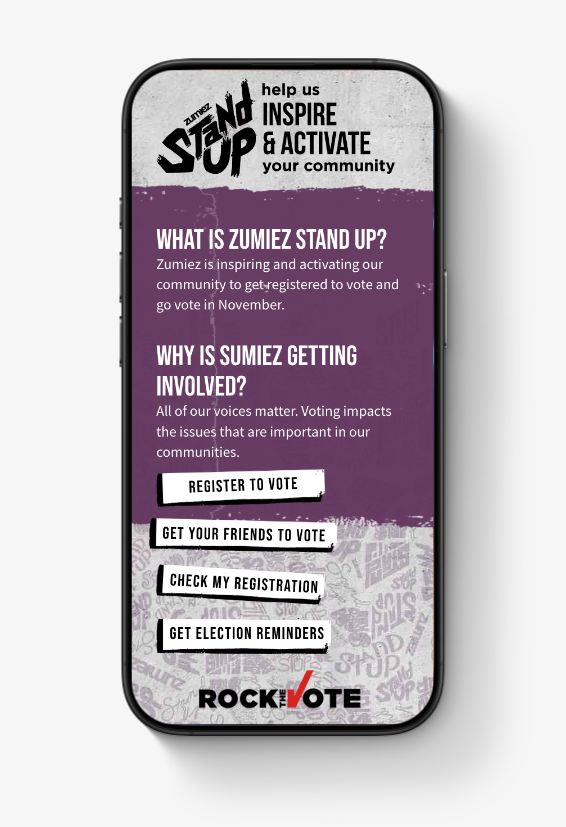 zumiez
STaNd
UP
help us
INSPIRE
& ACTIVATE
your community
WHAT IS ZUMIEZ STAND UP?
Zumiez is inspiring and activating our
community to get registered to vote and
go vote in November.
WHY IS SUMIEZ GETTING
INVOLVED?
All of our voices matter. Voting impacts
the issues that are important in our
communities.
REGISTER TO VOTE
GET YOUR FRIENDS TO VOTE
CHECK MY REGISTRATION
GET ELECTION REMINDERS
ROCK THE VOTE